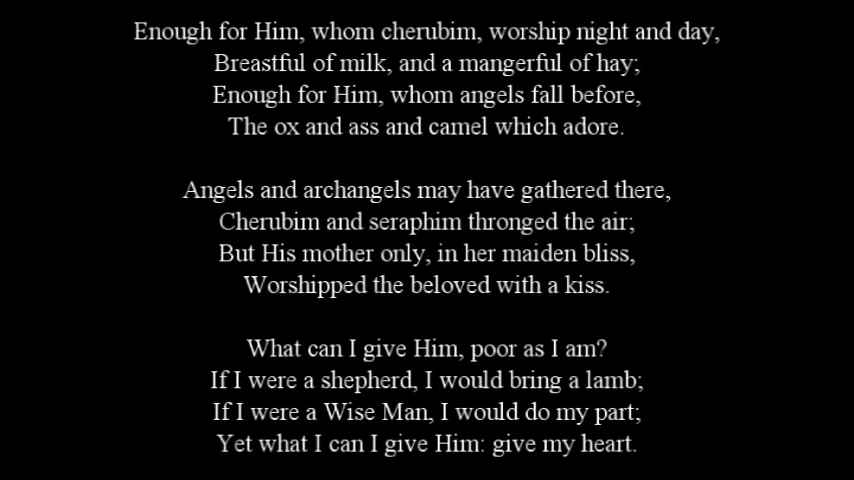 Enough for Him, whom cherubim, worship night and day,
Breastful of milk, and a mangerful of hay;
Enough for Him, whom angels fall before,
The ox and ass and camel which adore.
Angels and archangels may have gathered there,
Cherubim and seraphim thronged the air;
But His mother only, in her maiden bliss,
Worshipped the beloved with a kiss.
What can I give Him, poor as I am?
If I were a shepherd, I would bring a lamb;
If I were a Wise Man, I would do my part;
Yet what I can I give Him: give my heart.